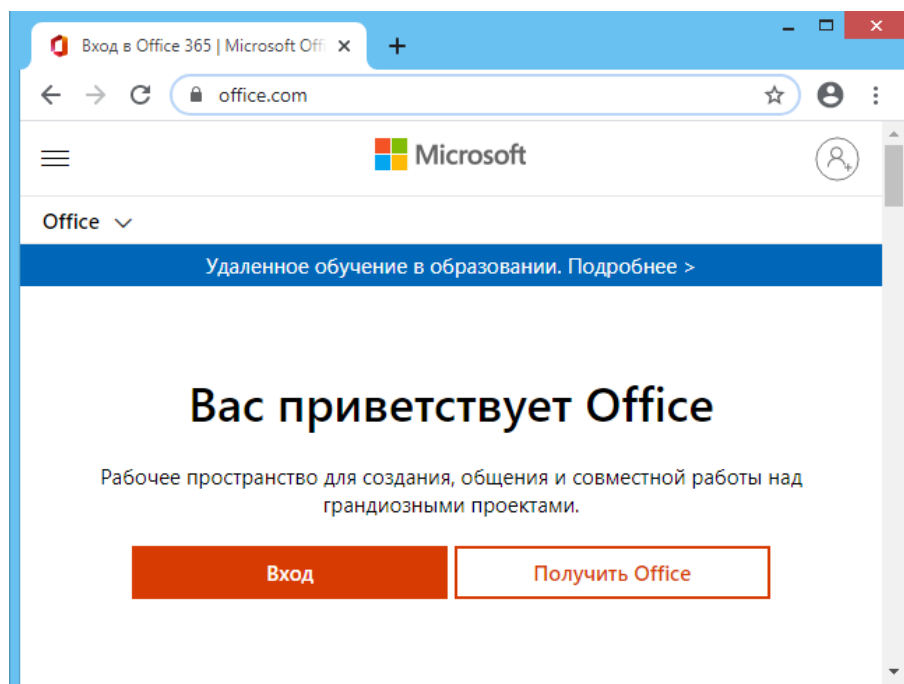 Вход в Office 365 | Microsoft Offi
office.com
Microsoft
Office
Удаленное обучение в образовании. Подробнее >
Вас приветствует Office
Рабочее пространство для создания, общения и совместной работы над
грандиозными проектами.
Вход
Получить Office